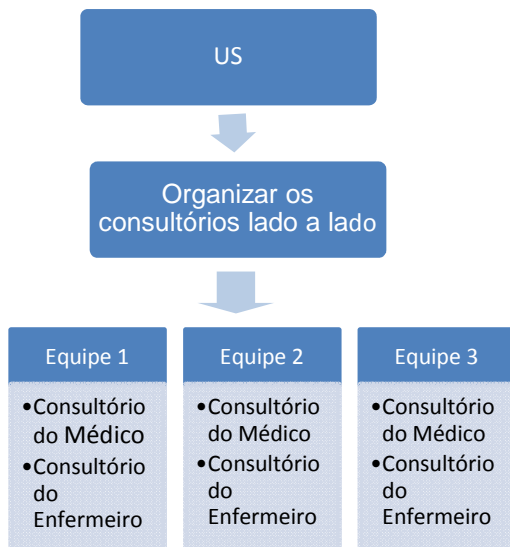 US
Organizar os
consultórios lado a lado
Equipe 1
•Consultório
do Médico
•Consultório
do
Enfermeiro
Equipe 2
•Consultório
do Médico
•Consultório
do
Enfermeiro
Equipe 3
•Consultório
do Médico
•Consultório
do
Enfermeiro